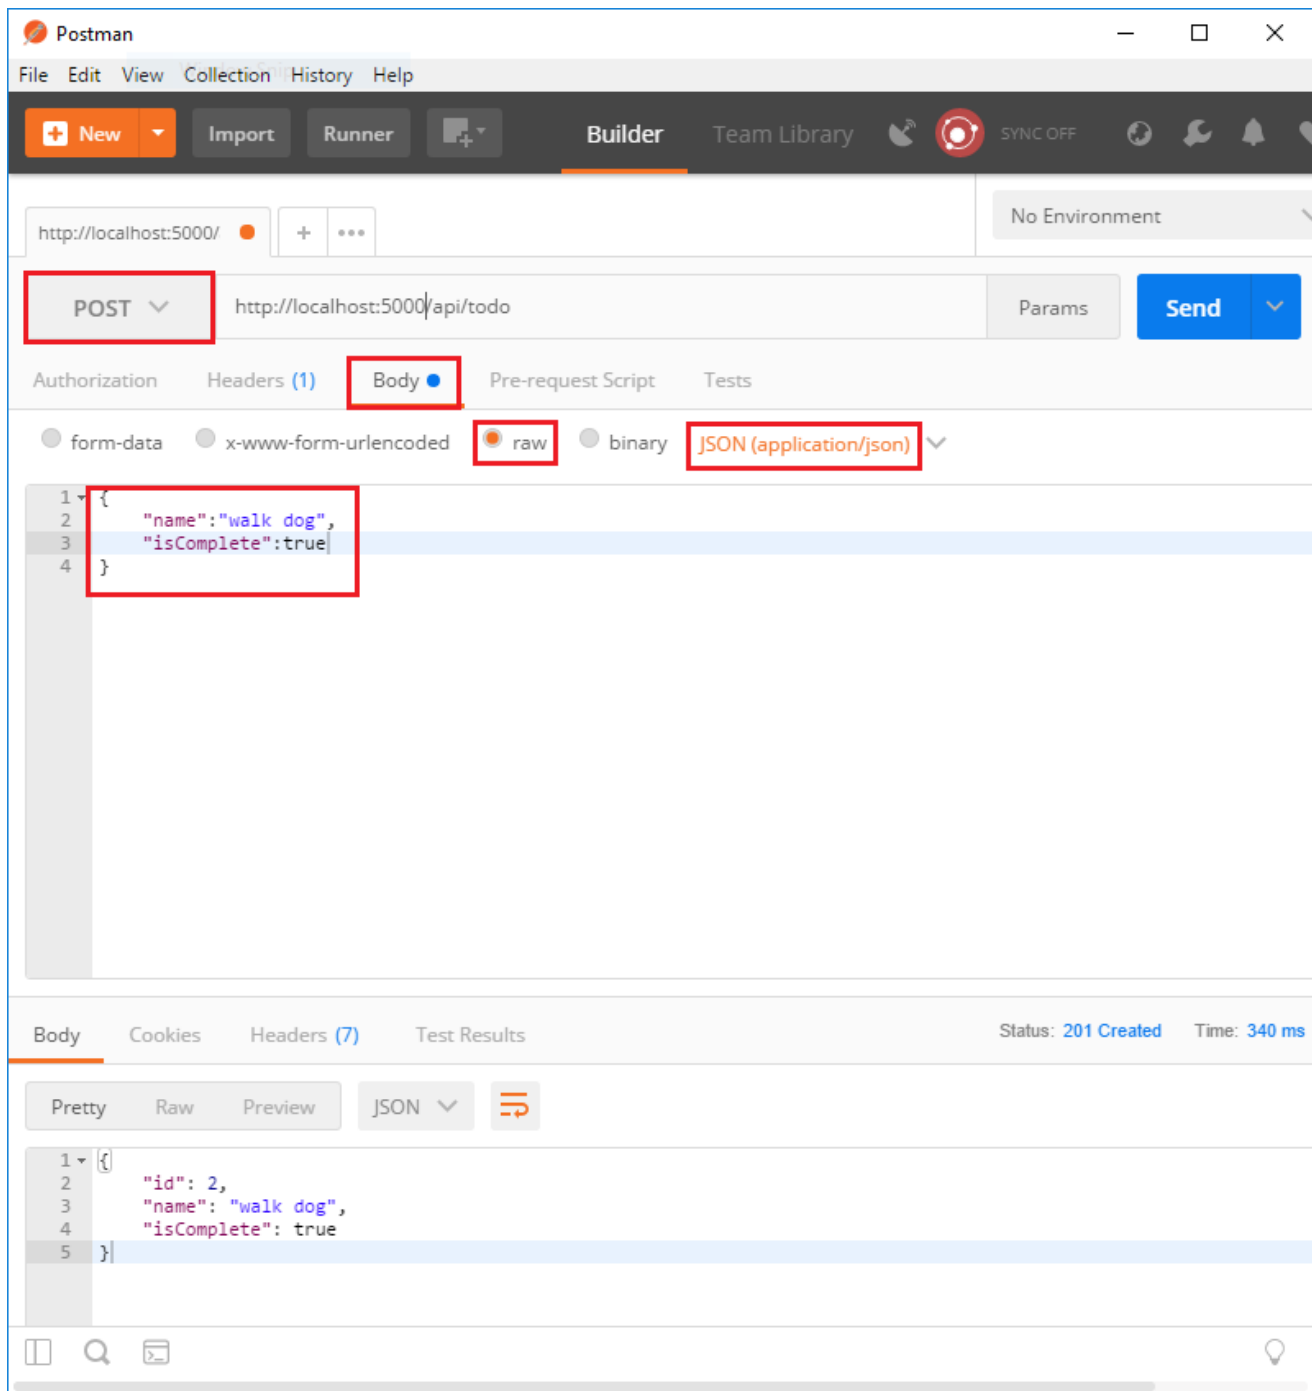 Postman
File Edit View Collection History Help
New Import Runner Builder Team Library SYNC OFF
http://localhost:5000/ + ••• No Environment
POST http://localhost:5000/api/todo Params Send
Authorization Headers (1) Body Pre-request Script Tests
form-data x-www-form-urlencoded raw binary JSON (application/json)
1 {
2 "name":"walk dog",
3 "isComplete":true
4 }
Body Cookies Headers (7) Test Results Status: 201 Created Time: 340 ms
Pretty Raw Preview JSON
1 {
2 "id": 2,
3 "name": "walk dog",
4 "isComplete": true
5 }